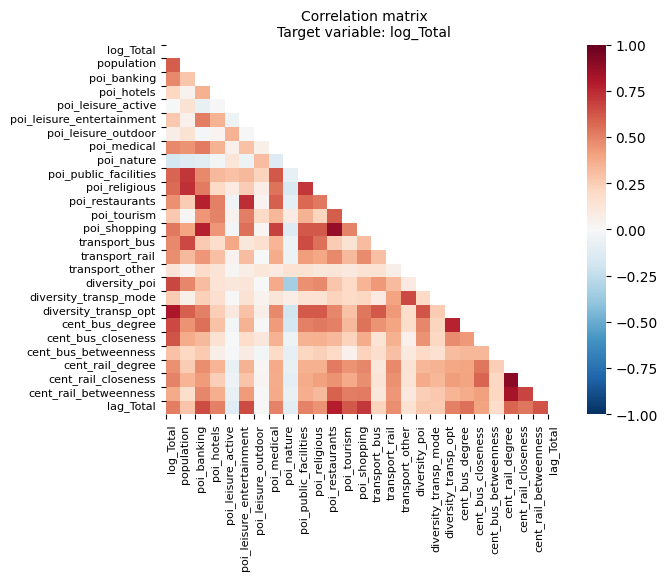 Correlation matrix
Target variable: log_Total
log_Total
population
poi_banking
poi_hotels
poi_leisure_active
poi_leisure_entertainment
poi_leisure_outdoor
poi_medical
poi_nature
poi_public_facilities
poi_religious
poi_restaurants
poi_tourism
poi_shopping
transport_bus
transport_rail
transport_other
diversity_poi
diversity_transp_mode
diversity_transp_opt
cent_bus_degree
cent_bus_closeness
cent_bus_betweenness
cent_rail_degree
cent_rail_closeness
cent_rail_betweenness
lag_Total
log_Total
population
poi_banking
poi_hotels
poi_leisure_active
poi_leisure_entertainment
poi_leisure_outdoor
poi_medical
poi_nature
poi_public_facilities
poi_religious
poi_restaurants
poi_tourism
poi_shopping
transport_bus
transport_rail
transport_other
diversity_poi
diversity_transp_mode
diversity_transp_opt
cent_bus_degree
cent_bus_closeness
cent_bus_betweenness
cent_rail_degree
cent_rail_closeness
cent_rail_betweenness
lag_Total
1.00
0.75
0.50
0.25
0.00
−0.25
−0.50
−0.75
−1.00